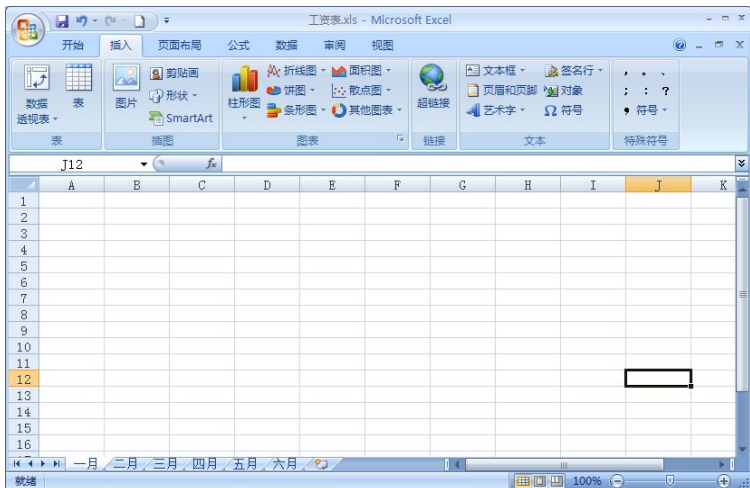 工资表.xls - Microsoft Excel
开始 插入 页面布局 公式 数据 审阅 视图
数据透视表 表 图片 剪贴画 形状 SmartArt 柱形图 折线图 饼图 条形图 面积图 散点图 其他图表 超链接 文本框 页眉和页脚 艺术字 签名行 对象 Ω 符号 , 。 、 ; : ? • 符号
表 插图 图表 链接 文本 特殊符号
J12 fx
A B C D E F G H I J K
1
2
3
4
5
6
7
8
9
10
11
12
13
14
15
16
一月 二月 三月 四月 五月 六月
就绪 100%